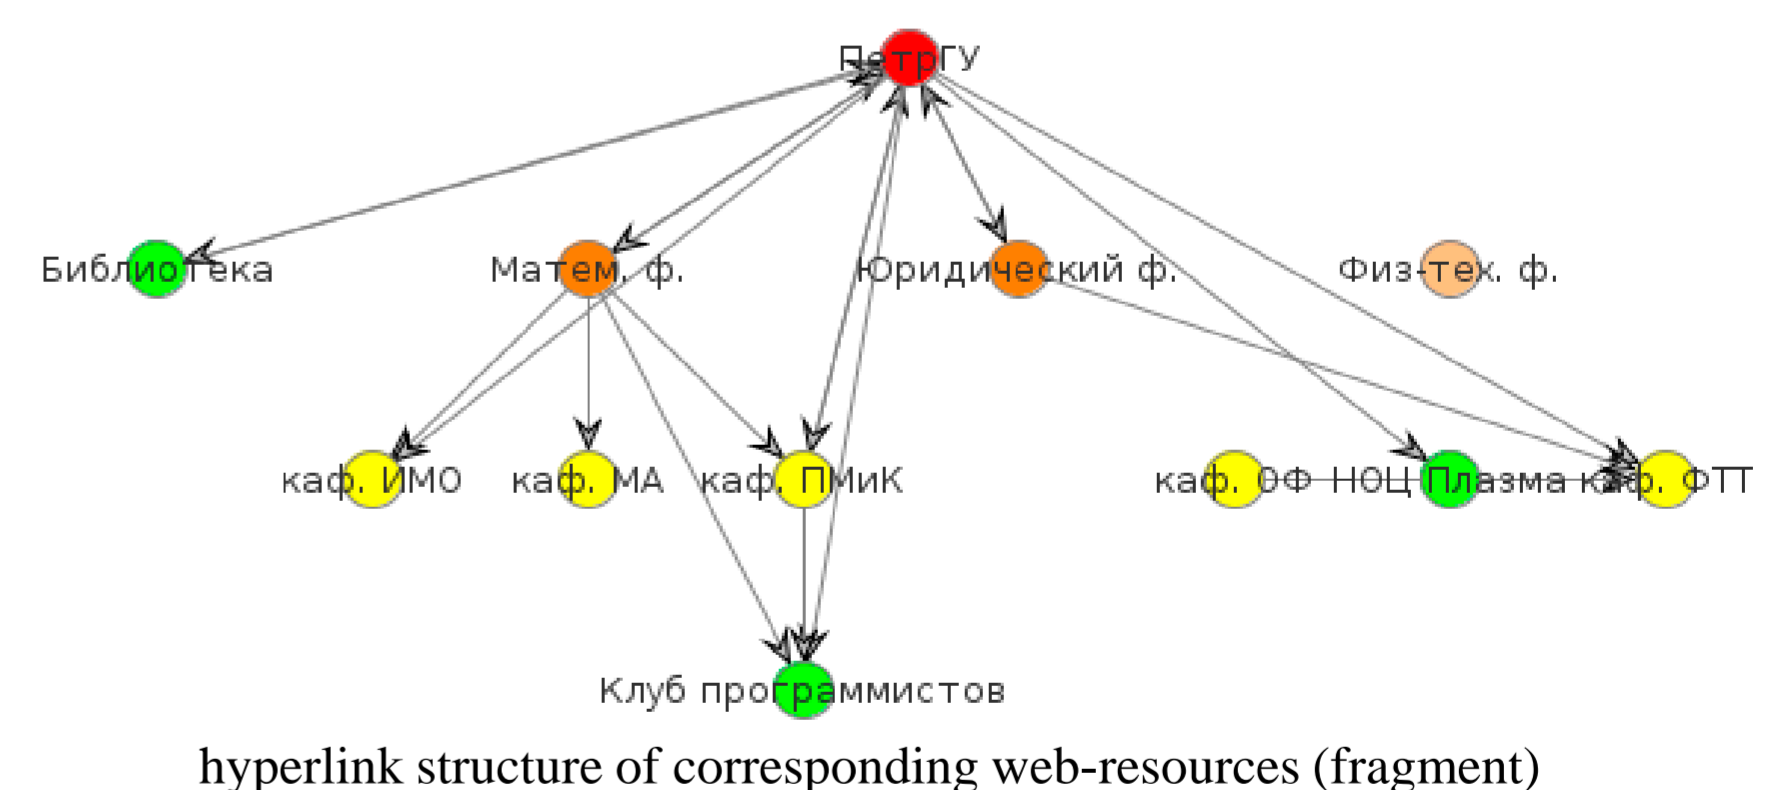 ПетрГУ
Библиотека Матем. ф. Юридический ф. Физ-тех. ф.
каф. ИМО каф. МА каф. ПМиК каф. ОФ НОЦ Плазма каф. ФТТ
Клуб программистов
hyperlink structure of corresponding web-resources (fragment)